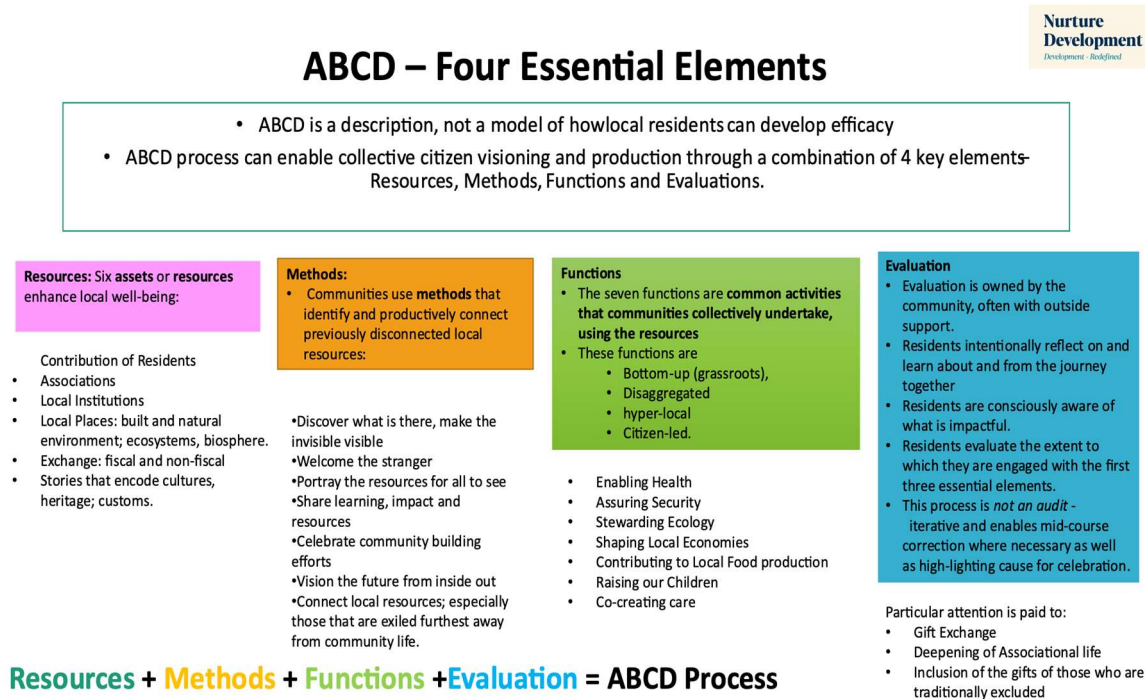 Nurture
Development
Development - Redefined
ABCD – Four Essential Elements
• ABCD is a description, not a model of howlocal residents can develop efficacy
• ABCD process can enable collective citizen visioning and production through a combination of 4 key elements–
Resources, Methods, Functions and Evaluations.
Resources: Six assets or resources
enhance local well-being:
Contribution of Residents
• Associations
• Local Institutions
• Local Places: built and natural
environment; ecosystems, biosphere.
• Exchange: fiscal and non-fiscal
• Stories that encode cultures,
heritage; customs.
Methods:
• Communities use methods that
identify and productively connect
previously disconnected local
resources:
•Discover what is there, make the
invisible visible
•Welcome the stranger
•Portray the resources for all to see
•Share learning, impact and
resources
•Celebrate community building
efforts
•Vision the future from inside out
•Connect local resources; especially
those that are exiled furthest away
from community life.
Functions
• The seven functions are common activities
that communities collectively undertake,
using the resources
• These functions are
• Bottom-up (grassroots),
• Disaggregated
• hyper-local
• Citizen-led.
• Enabling Health
• Assuring Security
• Stewarding Ecology
• Shaping Local Economies
• Contributing to Local Food production
• Raising our Children
• Co-creating care
Evaluation
• Evaluation is owned by the
community, often with outside
support.
• Residents intentionally reflect on and
learn about and from the journey
together
• Residents are consciously aware of
what is impactful.
• Residents evaluate the extent to
which they are engaged with the first
three essential elements.
• This process is not an audit -
iterative and enables mid-course
correction where necessary as well
as high-lighting cause for celebration.
Particular attention is paid to:
• Gift Exchange
• Deepening of Associational life
• Inclusion of the gifts of those who are
traditionally excluded
Resources + Methods + Functions +Evaluation = ABCD Process